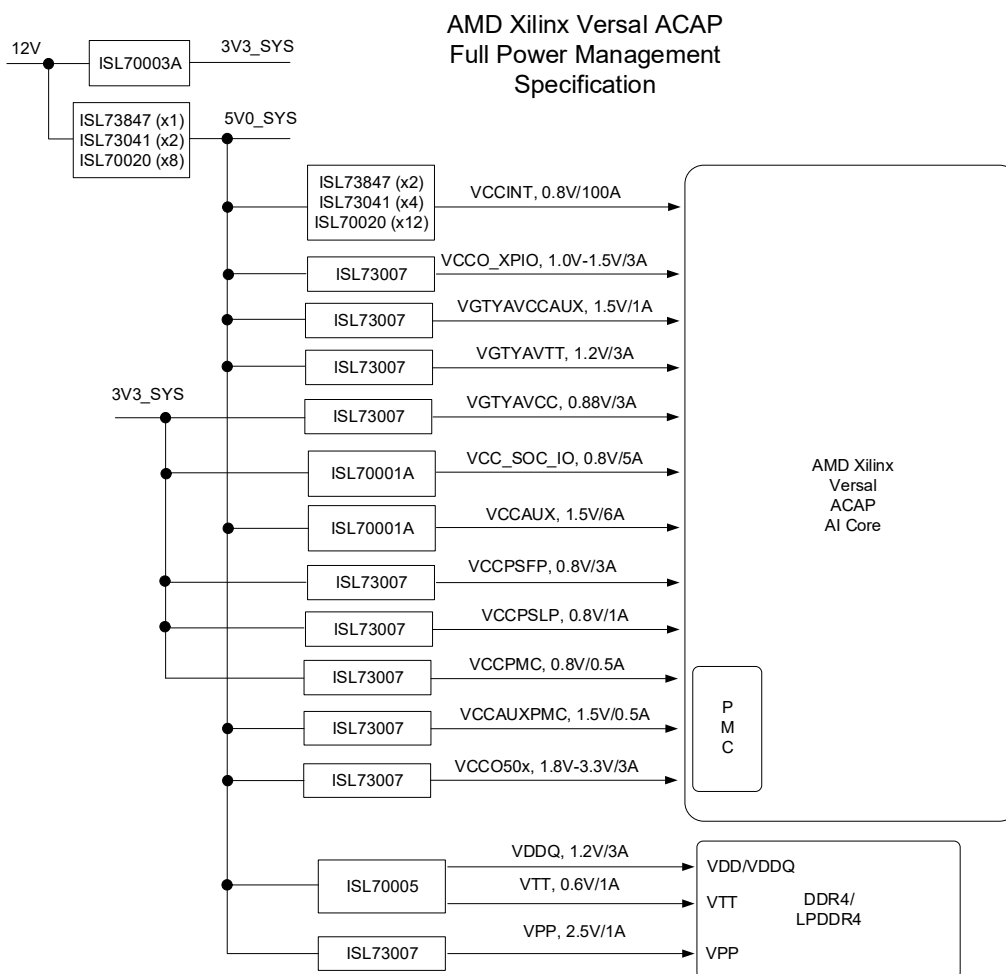 AMD Xilinx Versal ACAP
Full Power Management
Specification
12V
ISL70003A
3V3_SYS
ISL73847 (x1)
ISL73041 (x2)
ISL70020 (x8)
5V0_SYS
ISL73847 (x2)
ISL73041 (x4)
ISL70020 (x12)
VCCINT, 0.8V/100A
ISL73007
VCCO_XPIO, 1.0V-1.5V/3A
ISL73007
VGTYAVCCAUX, 1.5V/1A
ISL73007
VGTYAVTT, 1.2V/3A
3V3_SYS
ISL73007
VGTYAVCC, 0.88V/3A
ISL70001A
VCC_SOC_IO, 0.8V/5A
ISL70001A
VCCAUX, 1.5V/6A
ISL73007
VCCPSFP, 0.8V/3A
ISL73007
VCCPSLP, 0.8V/1A
ISL73007
VCCPMC, 0.8V/0.5A
ISL73007
VCCAUXPMC, 1.5V/0.5A
ISL73007
VCCO50x, 1.8V-3.3V/3A
AMD Xilinx
Versal
ACAP
AI Core
P
M
C
ISL70005
VDDQ, 1.2V/3A
VTT, 0.6V/1A
ISL73007
VPP, 2.5V/1A
VDD/VDDQ
VTT
VPP
DDR4/
LPDDR4